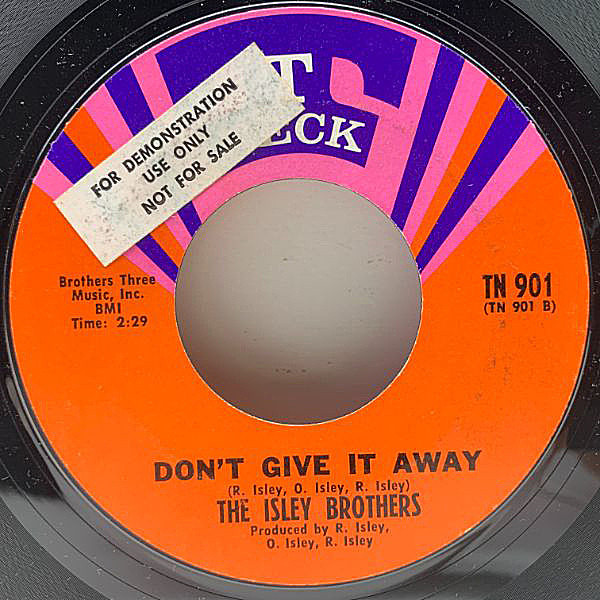 T
ECK
FOR DEMONSTRATION
USE ONLY
NOT FOR SALE
Brothers Three
Music, Inc.
BMI
Time: 2:29
TN 901
(TN 901 B)
DON'T GIVE IT AWAY
(R. Isley, O. Isley, R. Isley)
THE ISLEY BROTHERS
Produced by R. Isley,
O. Isley, R. Isley